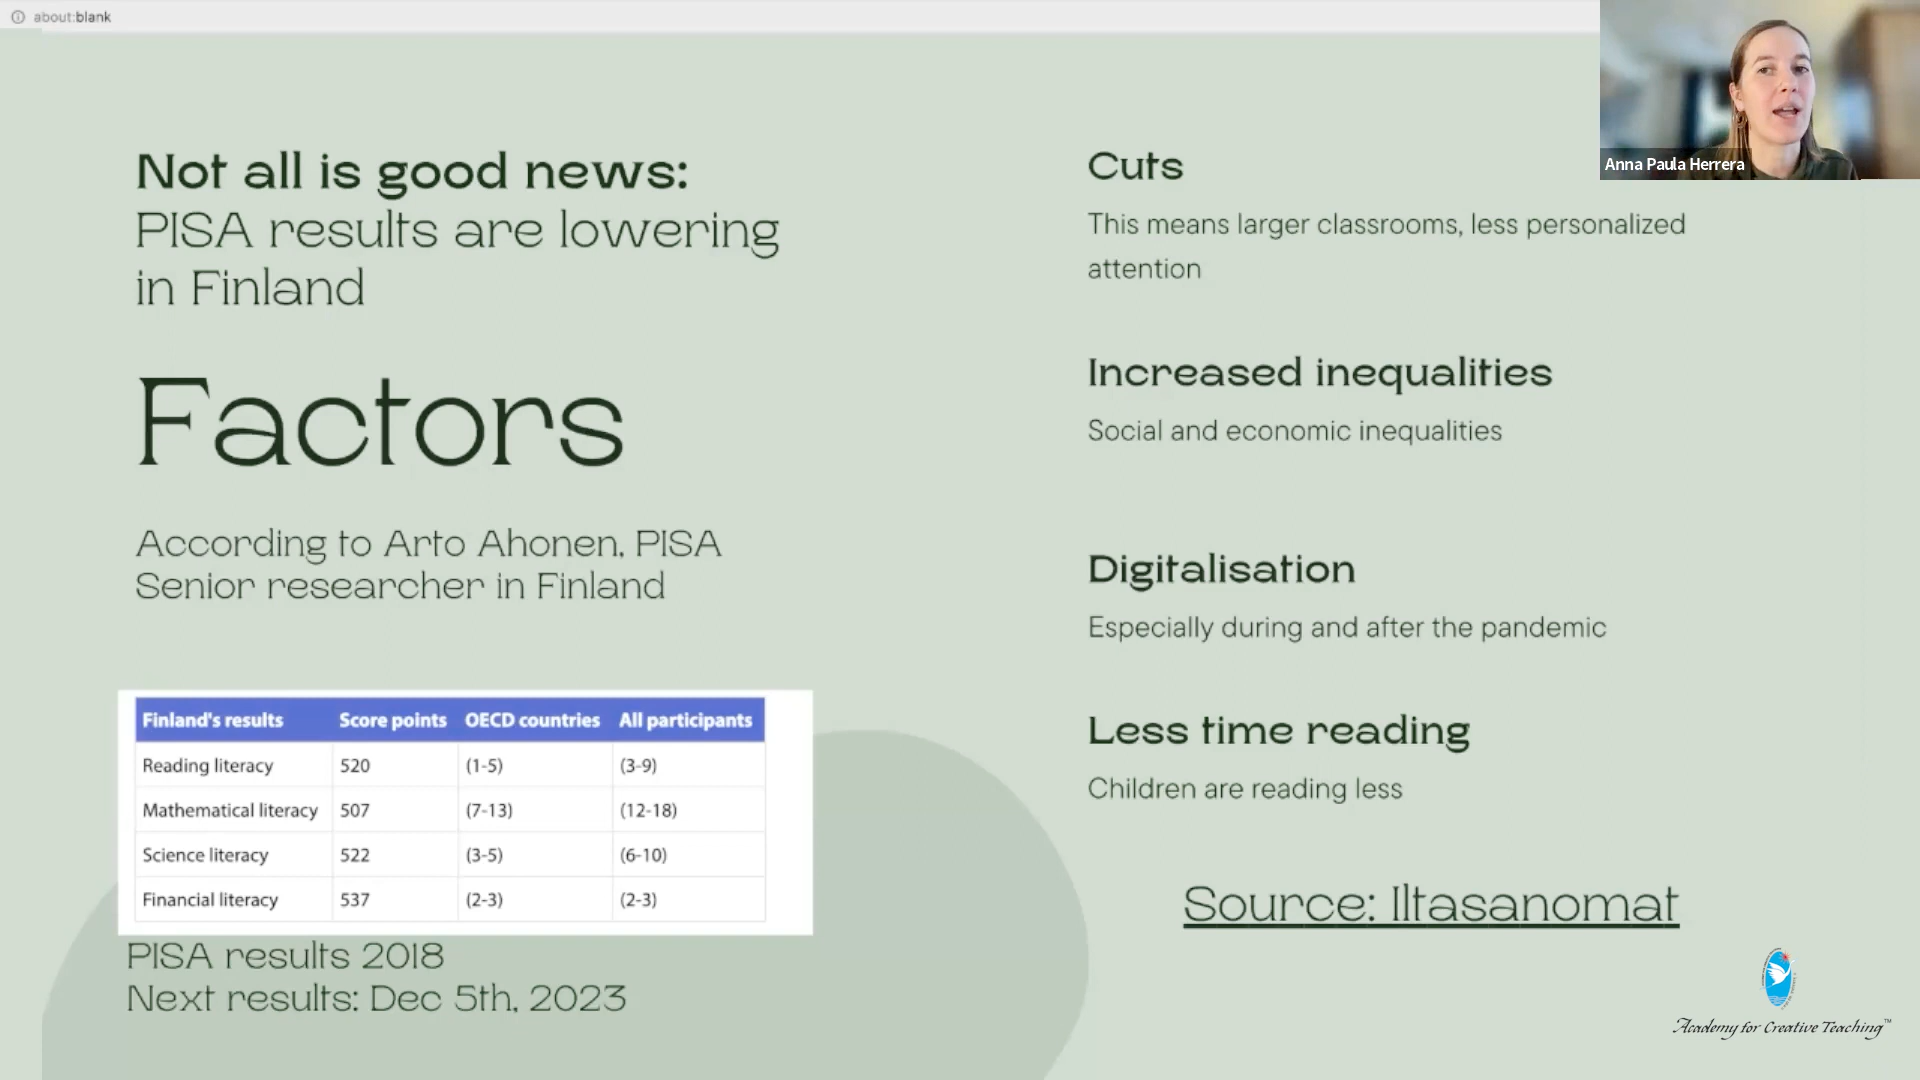 about:blank
Anna Paula Herrera
Not all is good news:
PISA results are lowering
in Finland
Factors
According to Arto Ahonen, PISA
Senior researcher in Finland
Finland's results Score points OECD countries All participants
Reading literacy 520 (1-5) (3-9)
Mathematical literacy 507 (7-13) (12-18)
Science literacy 522 (3-5) (6-10)
Financial literacy 537 (2-3) (2-3)
PISA results 2018
Next results: Dec 5th, 2023
Cuts
This means larger classrooms, less personalized
attention
Increased inequalities
Social and economic inequalities
Digitalisation
Especially during and after the pandemic
Less time reading
Children are reading less
Source: Iltasanomat
Academy for Creative Teaching™